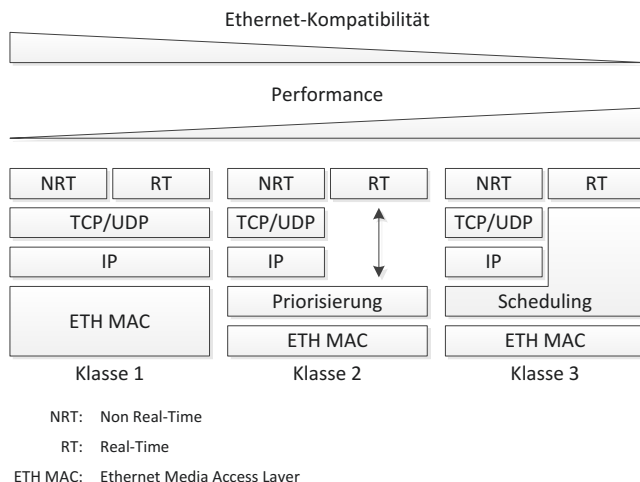 Ethernet-Kompatibilität
Performance
NRT RT NRT RT NRT RT
TCP/UDP TCP/UDP TCP/UDP
IP IP IP
ETH MAC Priorisierung Scheduling
ETH MAC ETH MAC
Klasse 1 Klasse 2 Klasse 3
NRT: Non Real-Time
RT: Real-Time
ETH MAC: Ethernet Media Access Layer